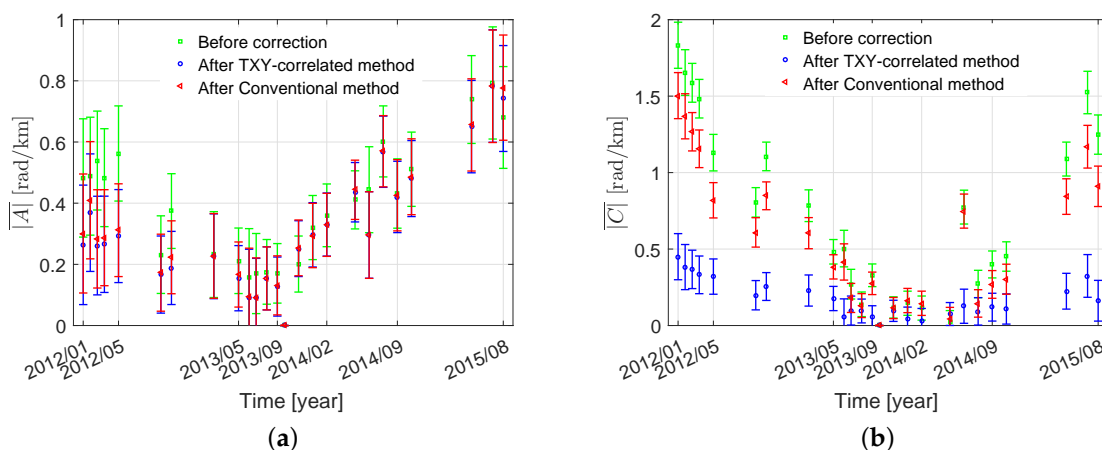 (a)
1
0.8
0.6
0.4
0.2
0
|A| [rad/km]
Before correction
After TXY-correlated method
After Conventional method
2012/01
2012/05
2013/05
2013/09
2014/02
2014/09
2015/08
Time [year]
(b)
2
1.5
1
0.5
0
|C| [rad/km]
Before correction
After TXY-correlated method
After Conventional method
2012/01
2012/05
2013/05
2013/09
2014/02
2014/09
2015/08
Time [year]